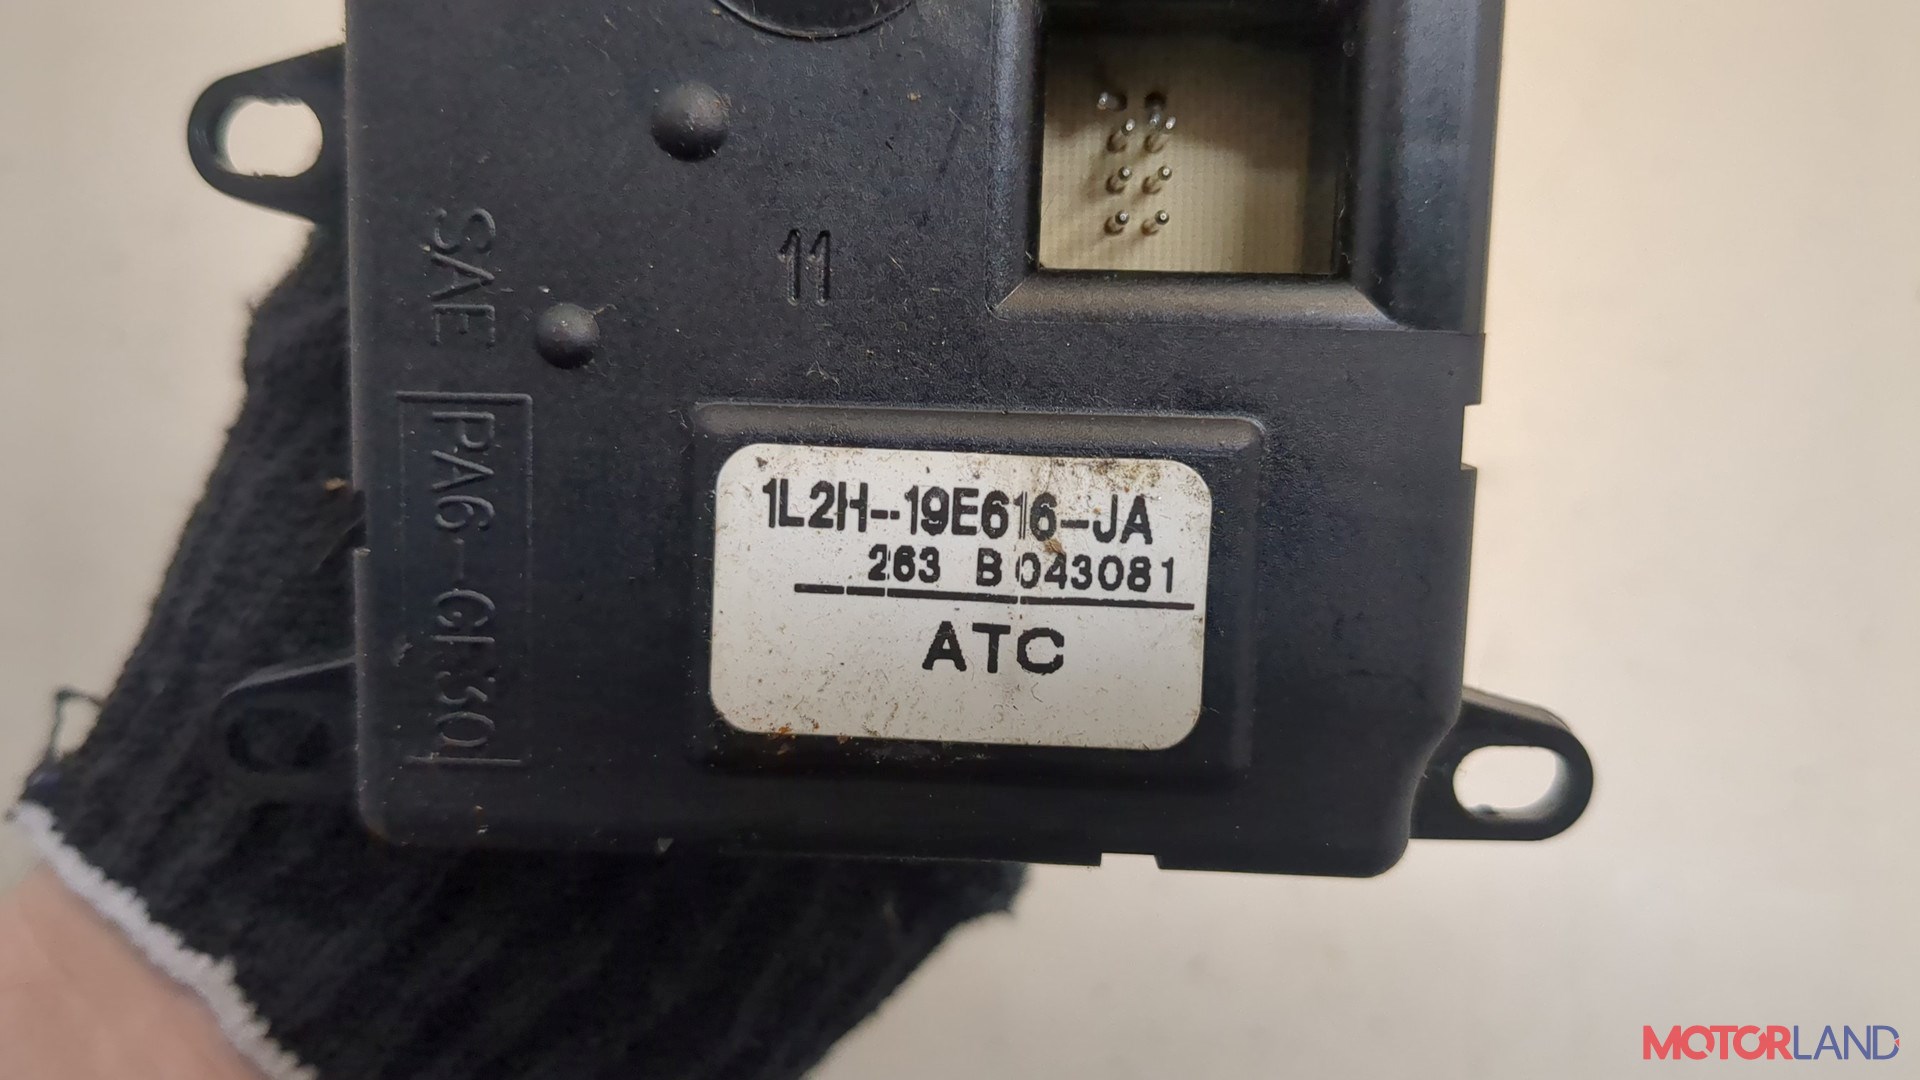 SAE
11
PA6-GF30
1L2H-19E616-JA
263 B 043081
ATC
MOTORLAND